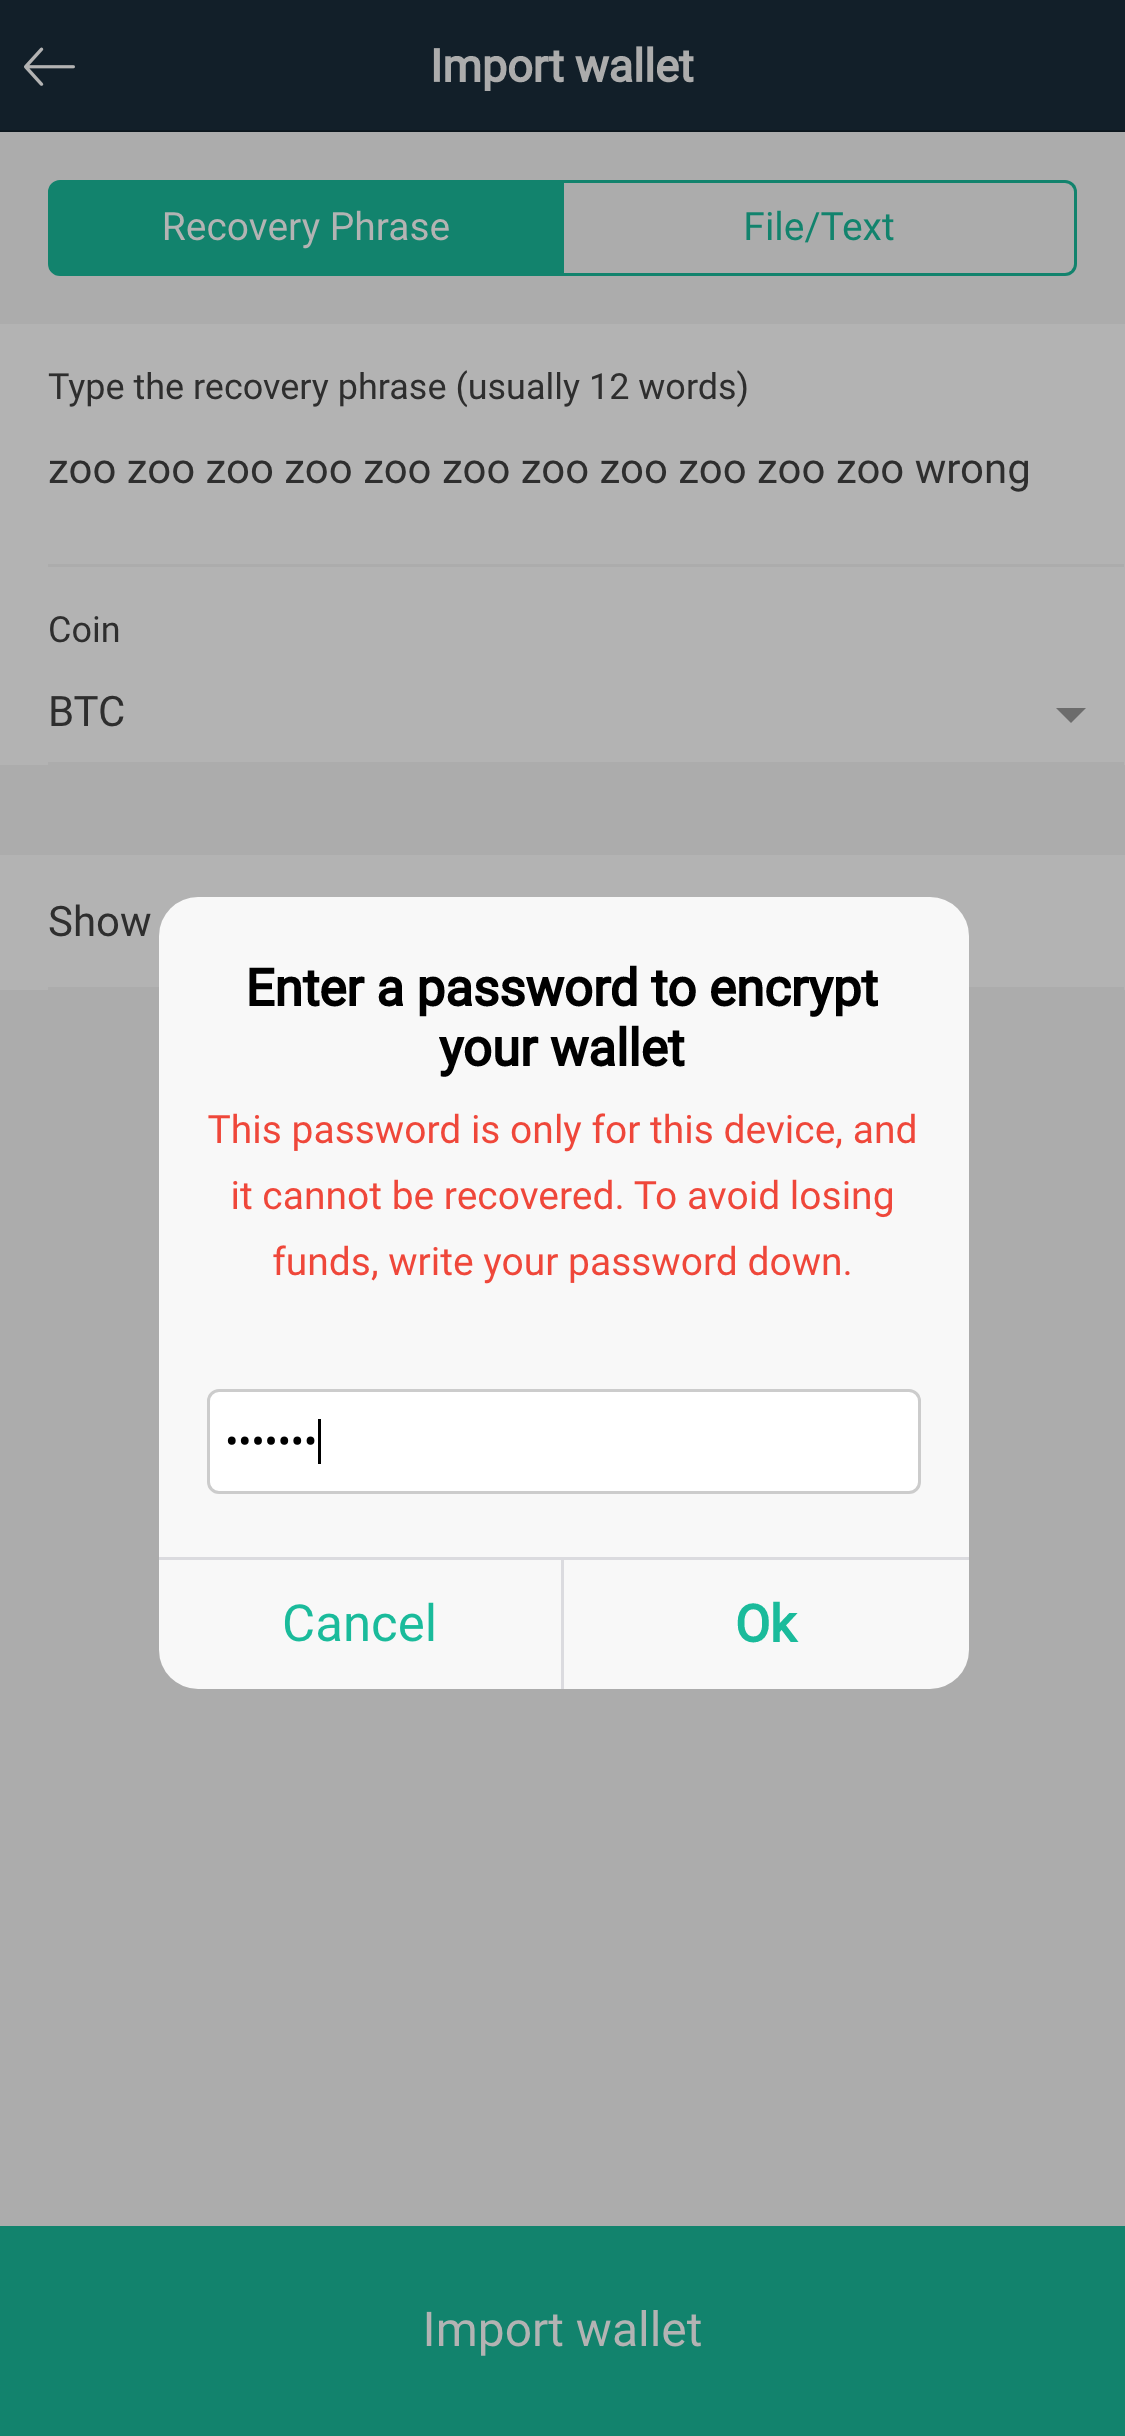 Import wallet
Recovery Phrase
File/Text
Type the recovery phrase (usually 12 words)
zoo zoo zoo zoo zoo zoo zoo zoo zoo zoo zoo wrong
Coin
BTC
Show
Enter a password to encrypt
your wallet
This password is only for this device, and
it cannot be recovered. To avoid losing
funds, write your password down.
•••••••
Cancel
Ok
Import wallet